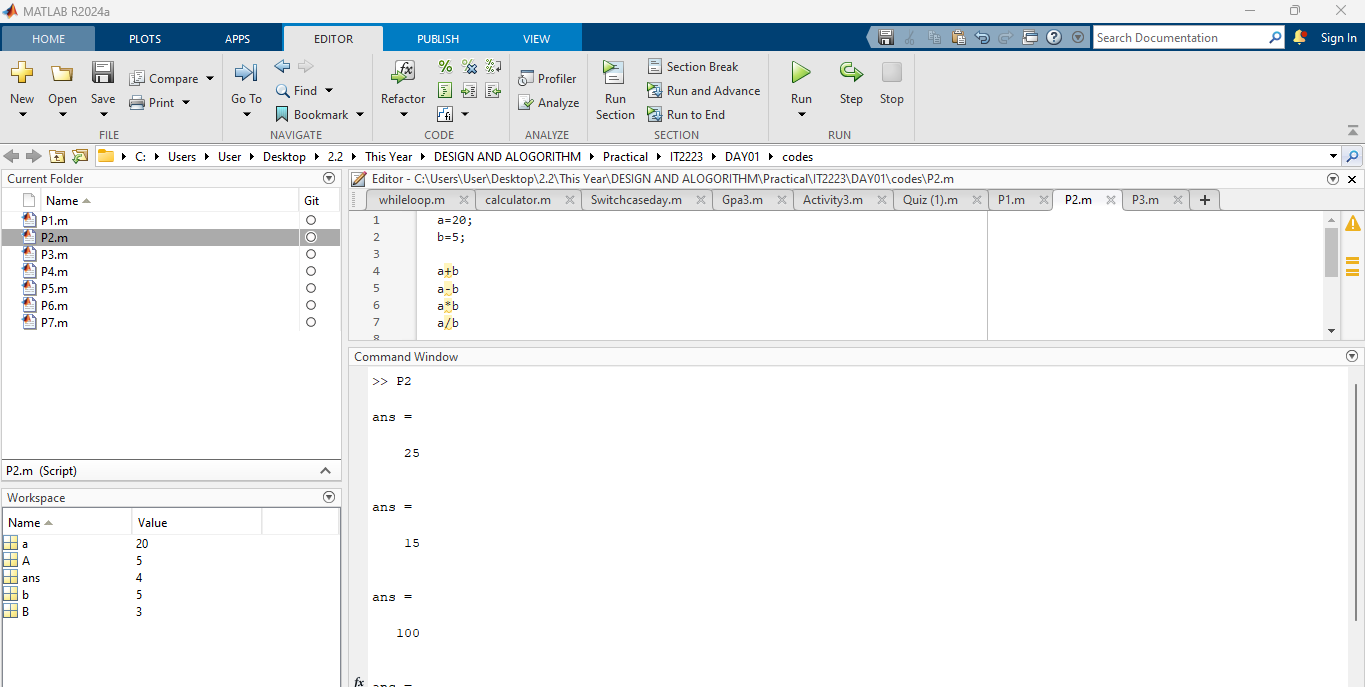 MATLAB R2024a
HOME PLOTS APPS EDITOR PUBLISH VIEW Search Documentation Sign In
New Open Save Compare Print
FILE
Go To Find Bookmark
NAVIGATE
Refactor
CODE
Profiler
Analyze
ANALYZE
Run Section
Section Break
Run and Advance
Run to End
SECTION
Run Step Stop
RUN
C: Users User Desktop 2.2 This Year DESIGN AND ALOGORITHM Practical IT2223 DAY01 codes
Current Folder
Name Git
P1.m
P2.m
P3.m
P4.m
P5.m
P6.m
P7.m
P2.m (Script)
Workspace
Name Value
a 20
A 5
ans 4
b 5
B 3
Editor - C:\Users\User\Desktop\2.2\This Year\DESIGN AND ALOGORITHM\Practical\IT2223\DAY01\codes\P2.m
whileloop.m calculator.m Switchcaseday.m Gpa3.m Activity3.m Quiz (1).m P1.m P2.m P3.m +
1 a=20;
2 b=5;
3
4 a+b
5 a-b
6 a*b
7 a/b
8
Command Window
>> P2
ans =
25
ans =
15
ans =
100
fx ans =